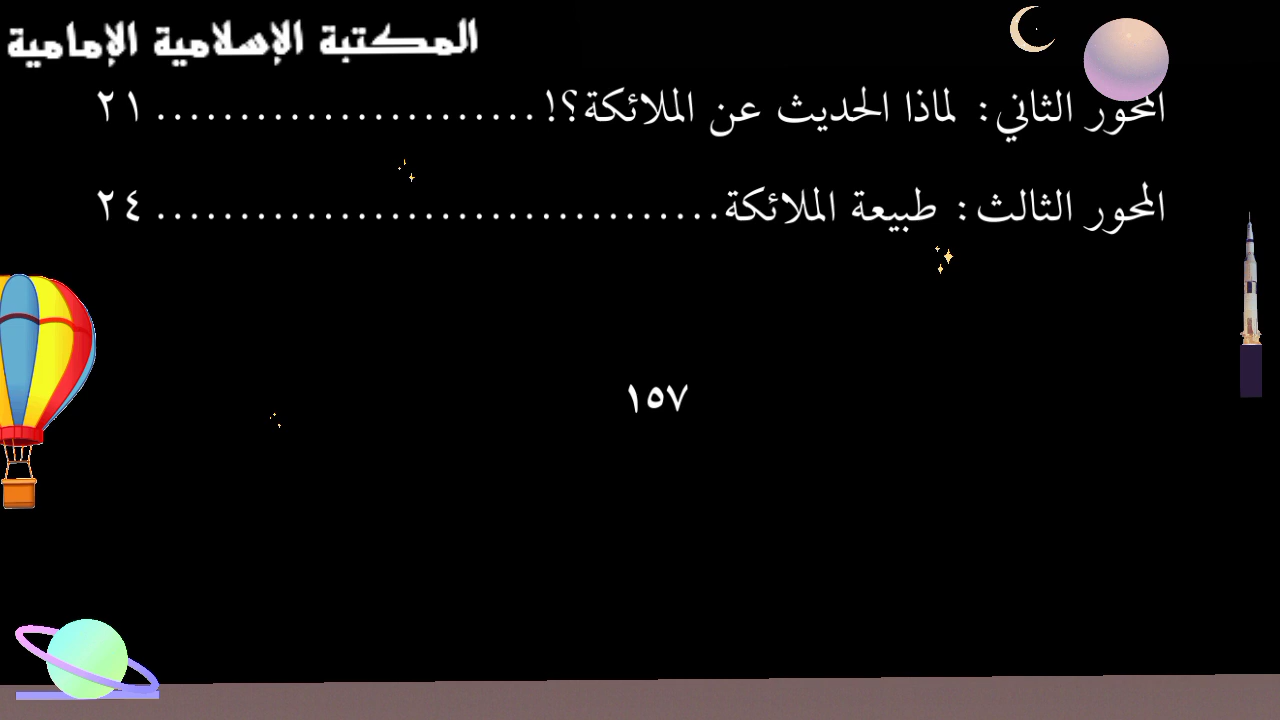 المكتبة الإسلامية الإمامية
المحور الثاني: لماذا الحديث عن الملائكة؟! ....................... ٢١
المحور الثالث: طبيعة الملائكة.................................. ٢٤
١٥٧